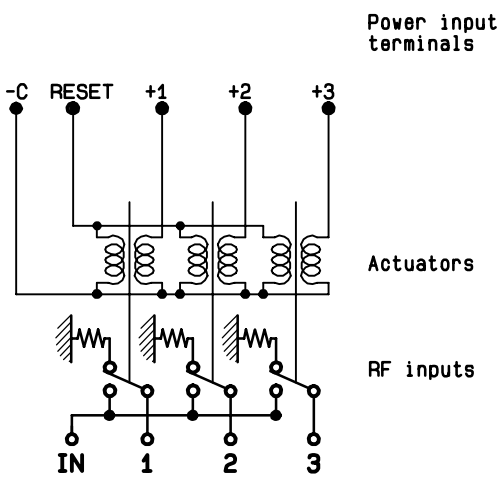 Power input
terminals
-C RESET +1 +2 +3
Actuators
RF inputs
IN 1 2 3